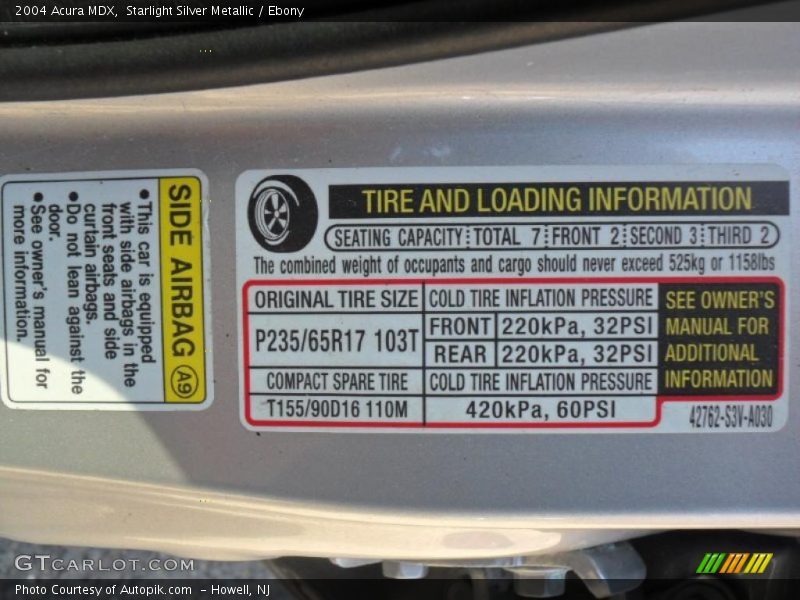 2004 Acura MDX,  Starlight Silver Metallic / Ebony
SIDE AIRBAG A9
•This car is equipped
with side airbags in the
front seats and side
curtain airbags.
•Do not lean against the
door.
•See owner's manual for
more information.
TIRE AND LOADING INFORMATION
SEATING CAPACITY TOTAL 7 FRONT 2 SECOND 3 THIRD 2
The combined weight of occupants and cargo should never exceed 525kg or 1158lbs
ORIGINAL TIRE SIZE COLD TIRE INFLATION PRESSURE
P235/65R17 103T
FRONT 220kPa, 32PSI
REAR 220kPa, 32PSI
COMPACT SPARE TIRE COLD TIRE INFLATION PRESSURE
T155/90D16 110M 420kPa, 60PSI
SEE OWNER'S
MANUAL FOR
ADDITIONAL
INFORMATION
42762-S3V-A030
GTCARLOT.COM
Photo Courtesy of Autopik.com  - Howell, NJ